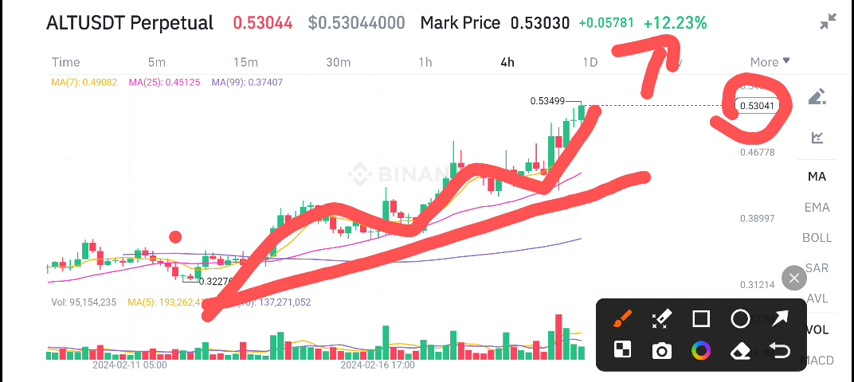 ALTUSDT Perpetual 0.53044 $0.53044000 Mark Price 0.53030 +0.05781 +12.23%
Time 5m 15m 30m 1h 4h 1D More
MA(7): 0.49082 MA(25): 0.45125 MA(99): 0.37407
0.53499
0.53041
0.46778
MA
EMA
0.38997
BOLL
SAR
0.32276
0.31214
AVL
Vol: 95,154,235 MA(5): 193,262,4 137,271,052
VOL
MACD
2024-02-11 05:00 2024-02-16 17:00
BINAN